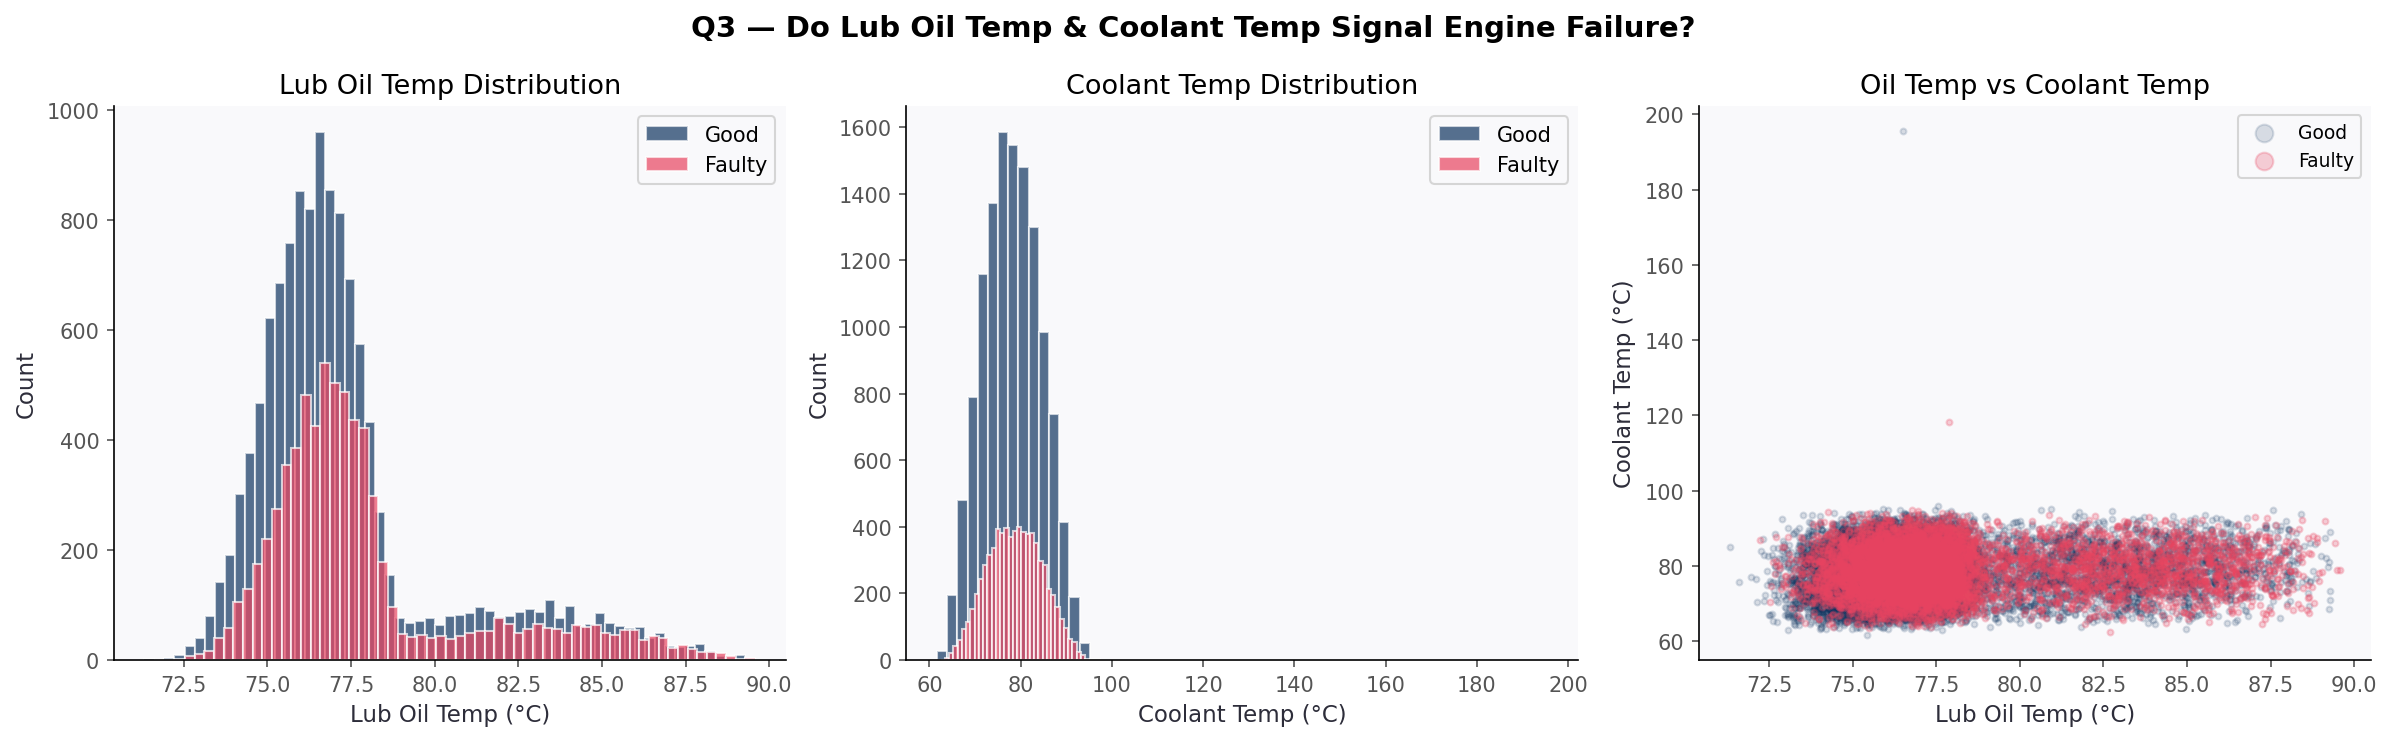 Q3 — Do Lub Oil Temp & Coolant Temp Signal Engine Failure?
Lub Oil Temp Distribution
Good
Faulty
Count
1000
800
600
400
200
0
72.5 75.0 77.5 80.0 82.5 85.0 87.5 90.0
Lub Oil Temp (°C)
Coolant Temp Distribution
Good
Faulty
Count
1600
1400
1200
1000
800
600
400
200
0
60 80 100 120 140 160 180 200
Coolant Temp (°C)
Oil Temp vs Coolant Temp
Good
Faulty
Coolant Temp (°C)
200
180
160
140
120
100
80
60
72.5 75.0 77.5 80.0 82.5 85.0 87.5 90.0
Lub Oil Temp (°C)